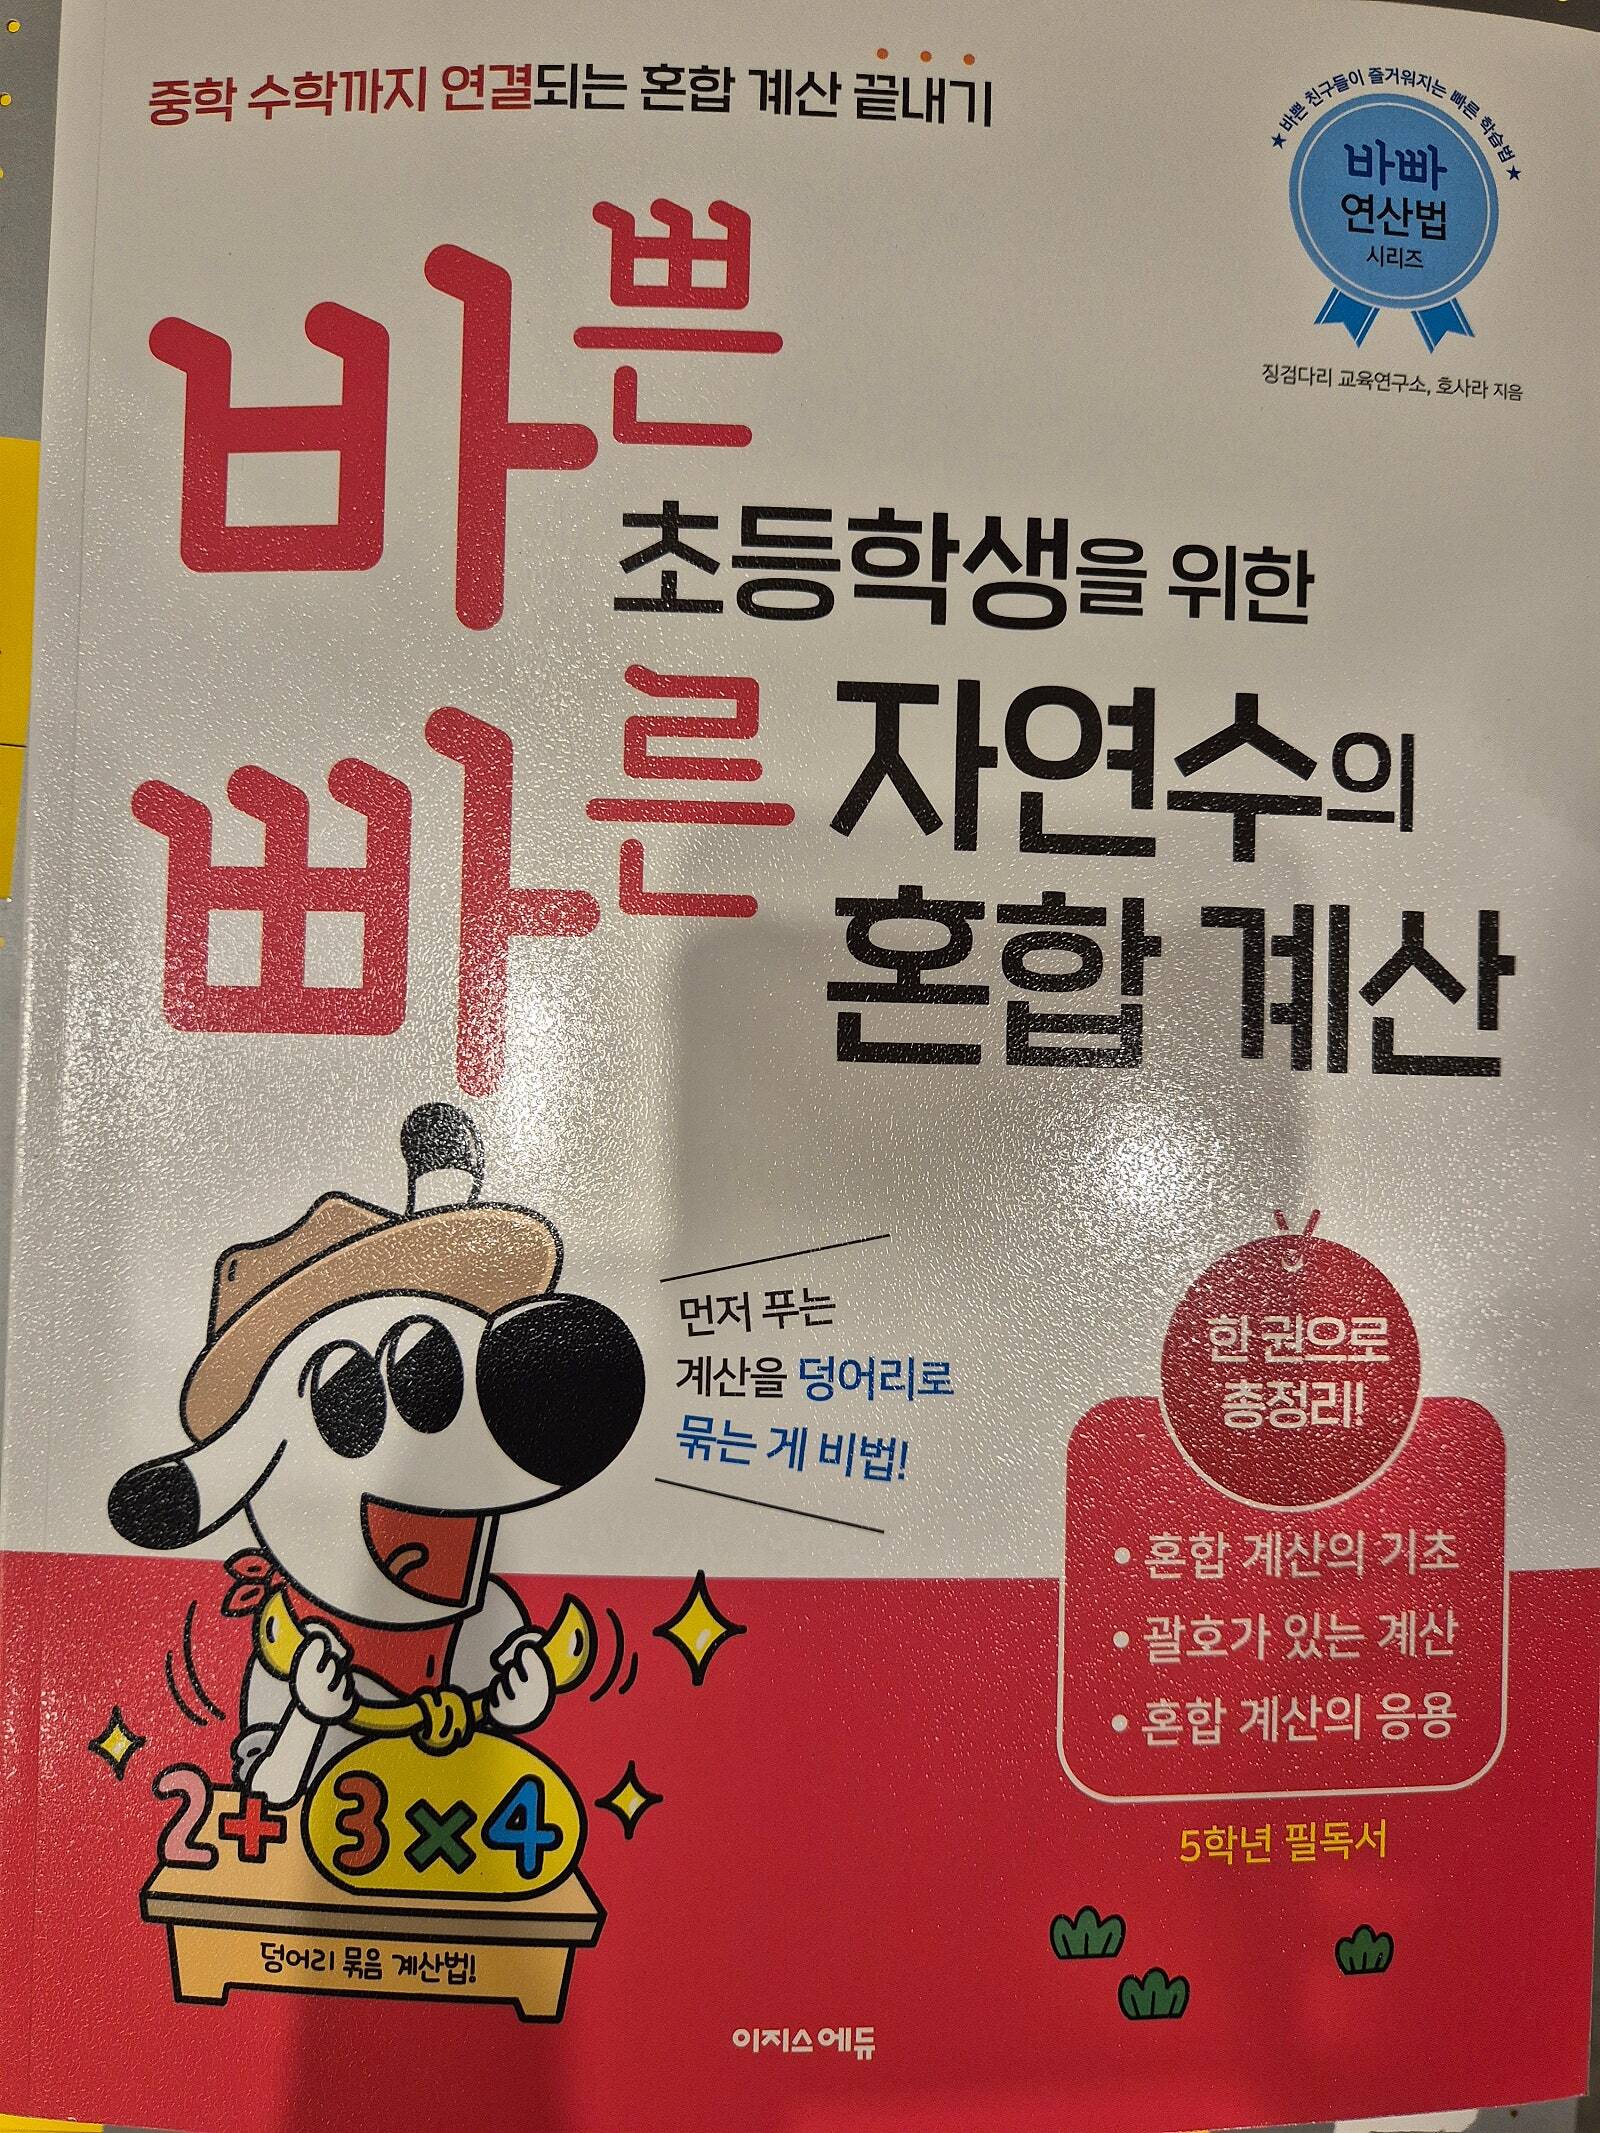 중학 수학까지 연결되는 혼합 계산 끝내기
★ 바쁜 친구들이 즐거워지는 빠른 학습법 ★
바빠
연산법
시리즈
징검다리 교육연구소, 호사라 지음
바쁜
초등학생을 위한
빠른 자연수의
혼합 계산
먼저 푸는
계산을 덩어리로
묶는 게 비법!
한 권으로
총정리!
• 혼합 계산의 기초
• 괄호가 있는 계산
• 혼합 계산의 응용
5학년 필독서
2+3×4
덩어리 묶음 계산법!
이지스에듀